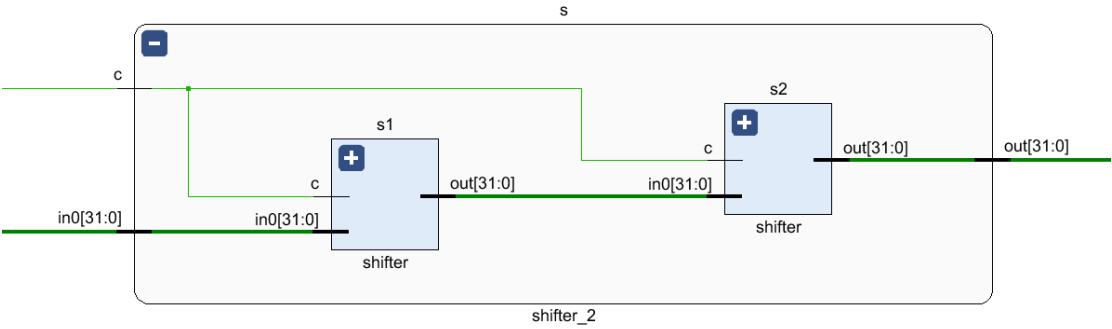 s
c
s2
s1
c
out[31:0]
out[31:0]
c
out[31:0]
in0[31:0]
in0[31:0]
in0[31:0]
shifter
shifter
shifter_2